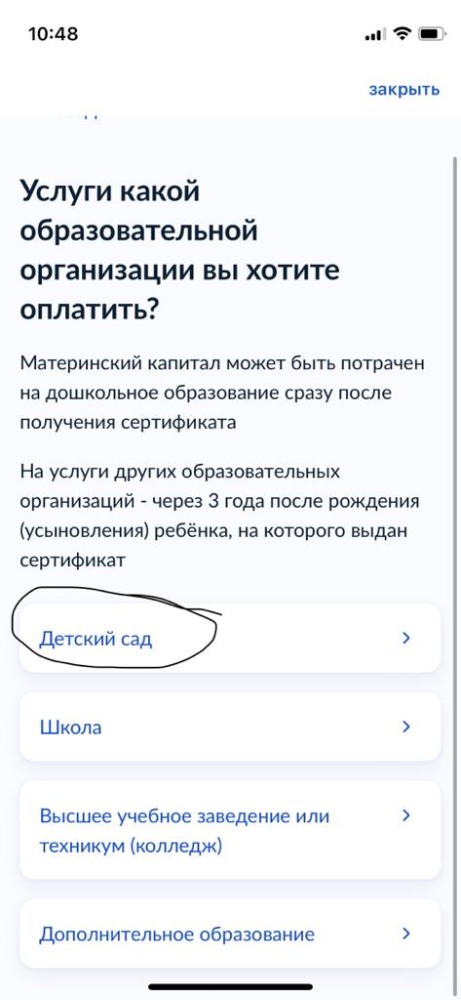 10:48
закрыть
Услуги какой
образовательной
организации вы хотите
оплатить?
Материнский капитал может быть потрачен
на дошкольное образование сразу после
получения сертификата
На услуги других образовательных
организаций - через 3 года после рождения
(усыновления) ребёнка, на которого выдан
сертификат
Детский сад
Школа
Высшее учебное заведение или
техникум (колледж)
Дополнительное образование